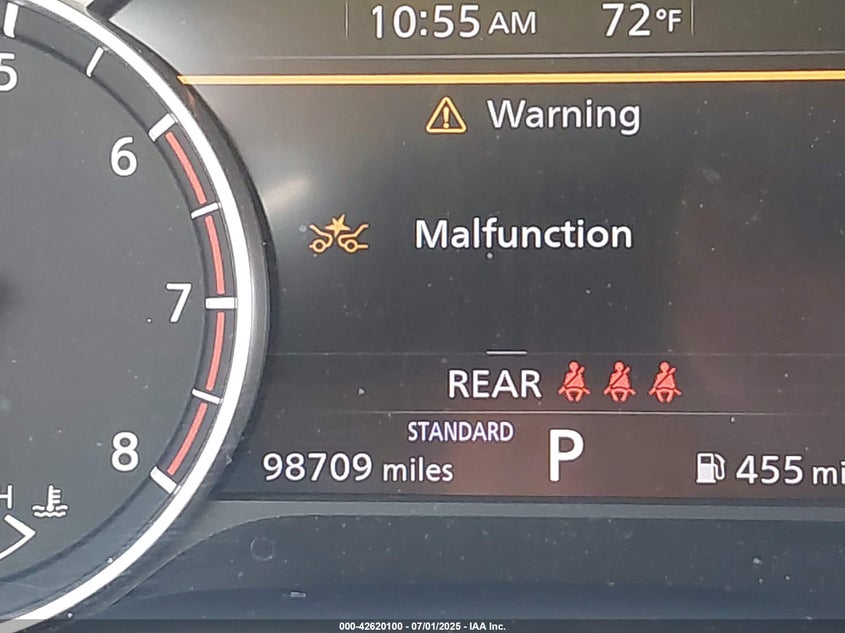 10:55 AM 72°F
5
Warning
6
Malfunction
7
REAR
STANDARD
8
98709 miles P 455 mi
H
000-42620100 - 07/01/2025 - IAA Inc.